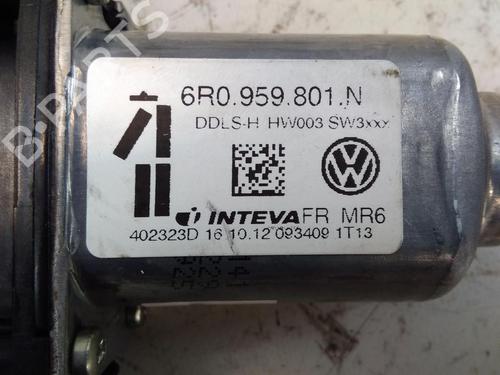 6R0.959.801.N
DDLS-H HW003 SW3xxx
INTEVA FR MR6
402323D 16 10.12 093409 1T13
B-PARTS